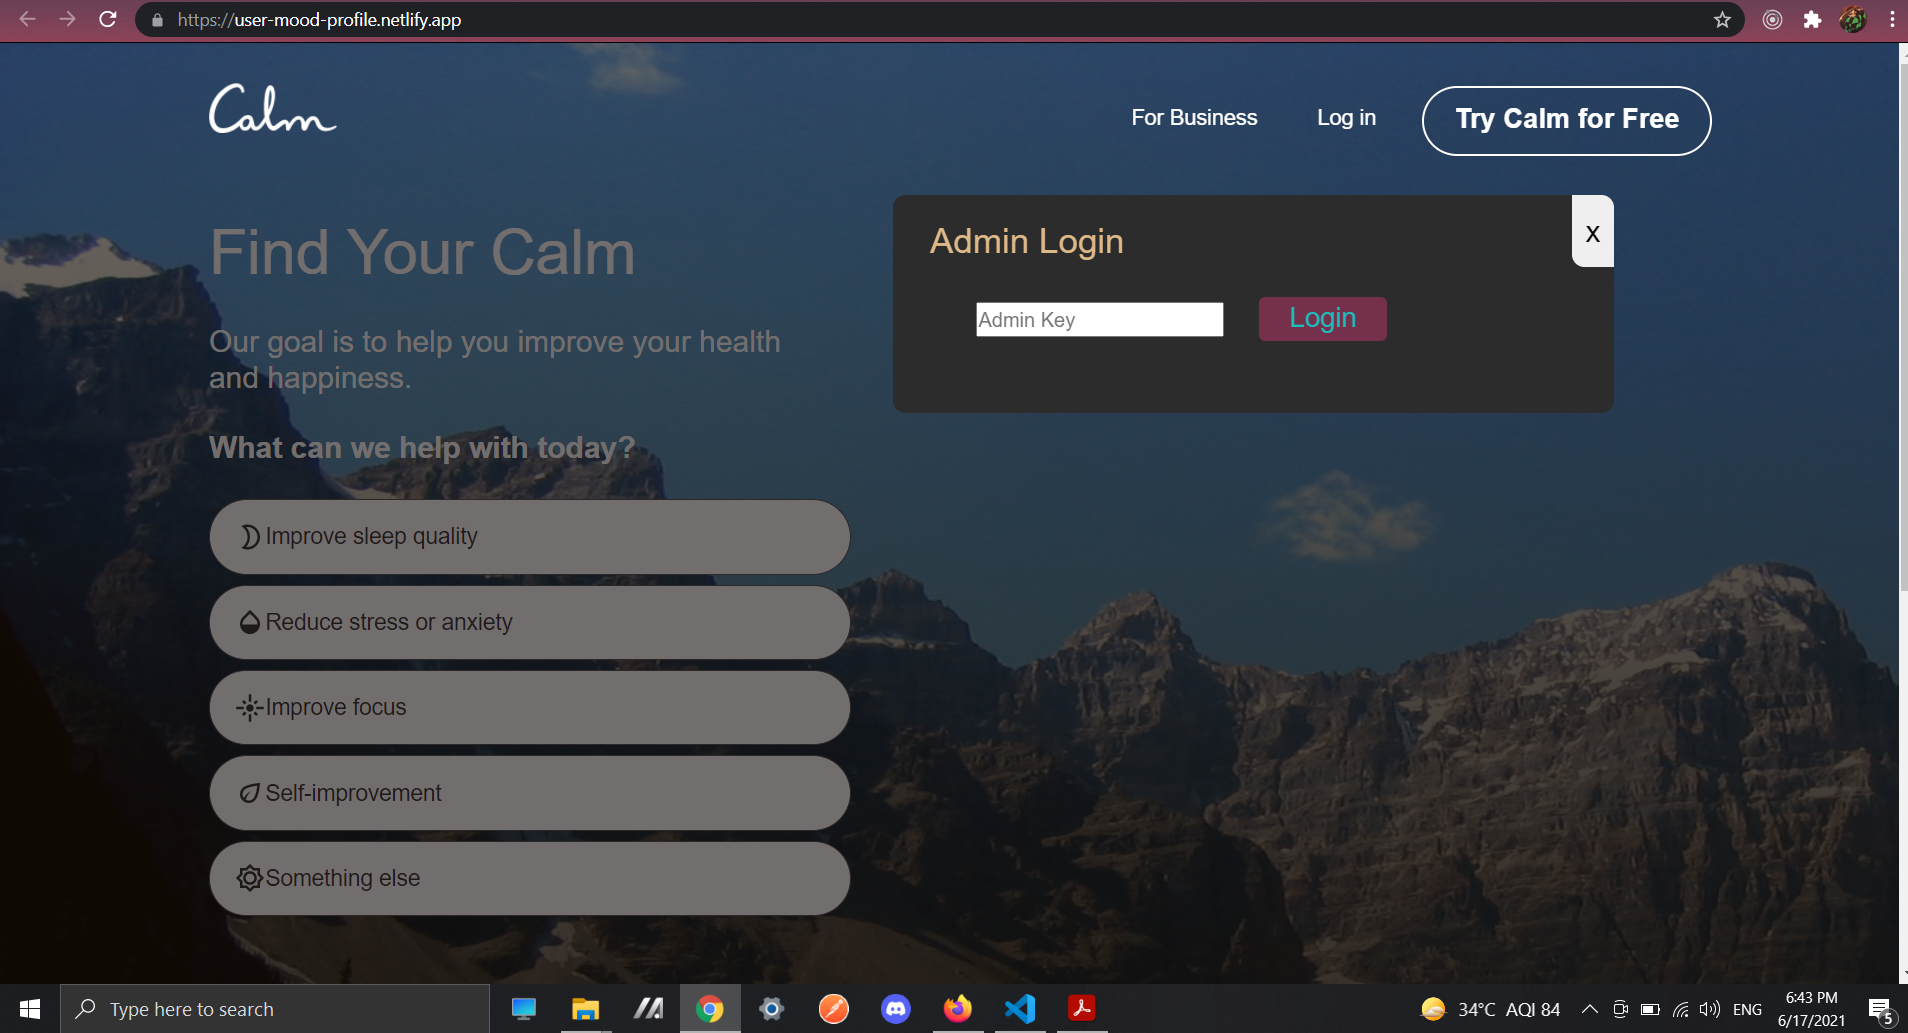 https://user-mood-profile.netlify.app
Calm
For Business
Log in
Try Calm for Free
Find Your Calm
Our goal is to help you improve your health
and happiness.
What can we help with today?
Improve sleep quality
Reduce stress or anxiety
Improve focus
Self-improvement
Something else
Admin Login
X
Admin Key
Login
Type here to search
34°C AQI 84
ENG
6:43 PM
6/17/2021
5